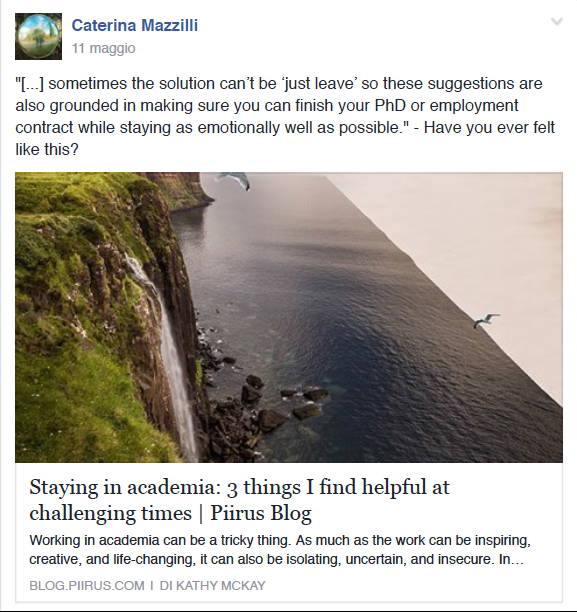 Caterina Mazzilli
11 maggio
"[...] sometimes the solution can't be ‘just leave’ so these suggestions are
also grounded in making sure you can finish your PhD or employment
contract while staying as emotionally well as possible." - Have you ever felt
like this?
Staying in academia: 3 things I find helpful at
challenging times | Piirus Blog
Working in academia can be a tricky thing. As much as the work can be inspiring,
creative, and life-changing, it can also be isolating, uncertain, and insecure. In…
BLOG.PIIRUS.COM | DI KATHY MCKAY